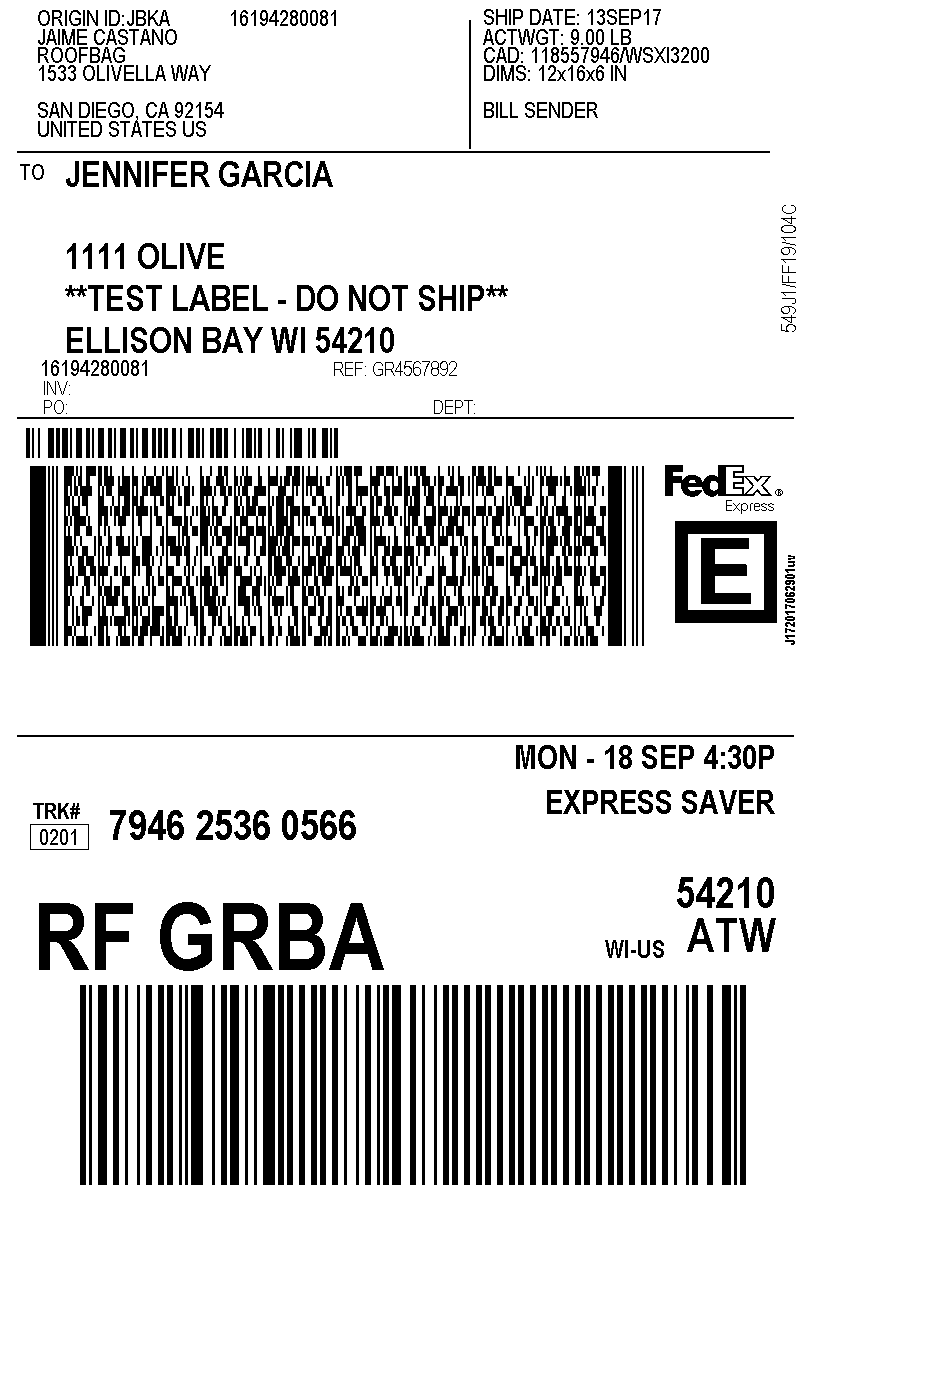 ORIGIN ID:JBKA 16194280081
JAIME CASTANO
ROOFBAG
1533 OLIVELLA WAY
SAN DIEGO, CA 92154
UNITED STATES US
SHIP DATE: 13SEP17
ACTWGT: 9.00 LB
CAD: 118557946/WSXI3200
DIMS: 12x16x6 IN
BILL SENDER
TO JENNIFER GARCIA
1111 OLIVE
**TEST LABEL - DO NOT SHIP**
ELLISON BAY WI 54210
16194280081 REF: GR4567892
INV:
PO: DEPT:
549J1/FF19/104C
FedEx®
Express
E
J172017062901uv
MON - 18 SEP 4:30P
EXPRESS SAVER
TRK#
0201 7946 2536 0566
54210
RF GRBA WI-US ATW